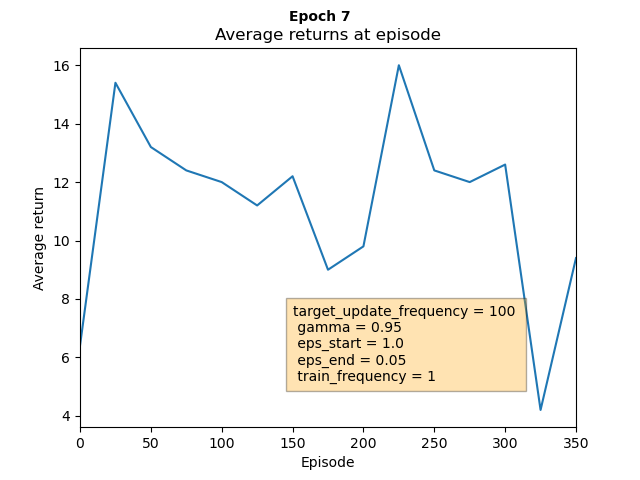 Epoch 7
Average returns at episode
16
14
12
10
8
6
4
Average return
target_update_frequency = 100
gamma = 0.95
eps_start = 1.0
eps_end = 0.05
train_frequency = 1
0 50 100 150 200 250 300 350
Episode